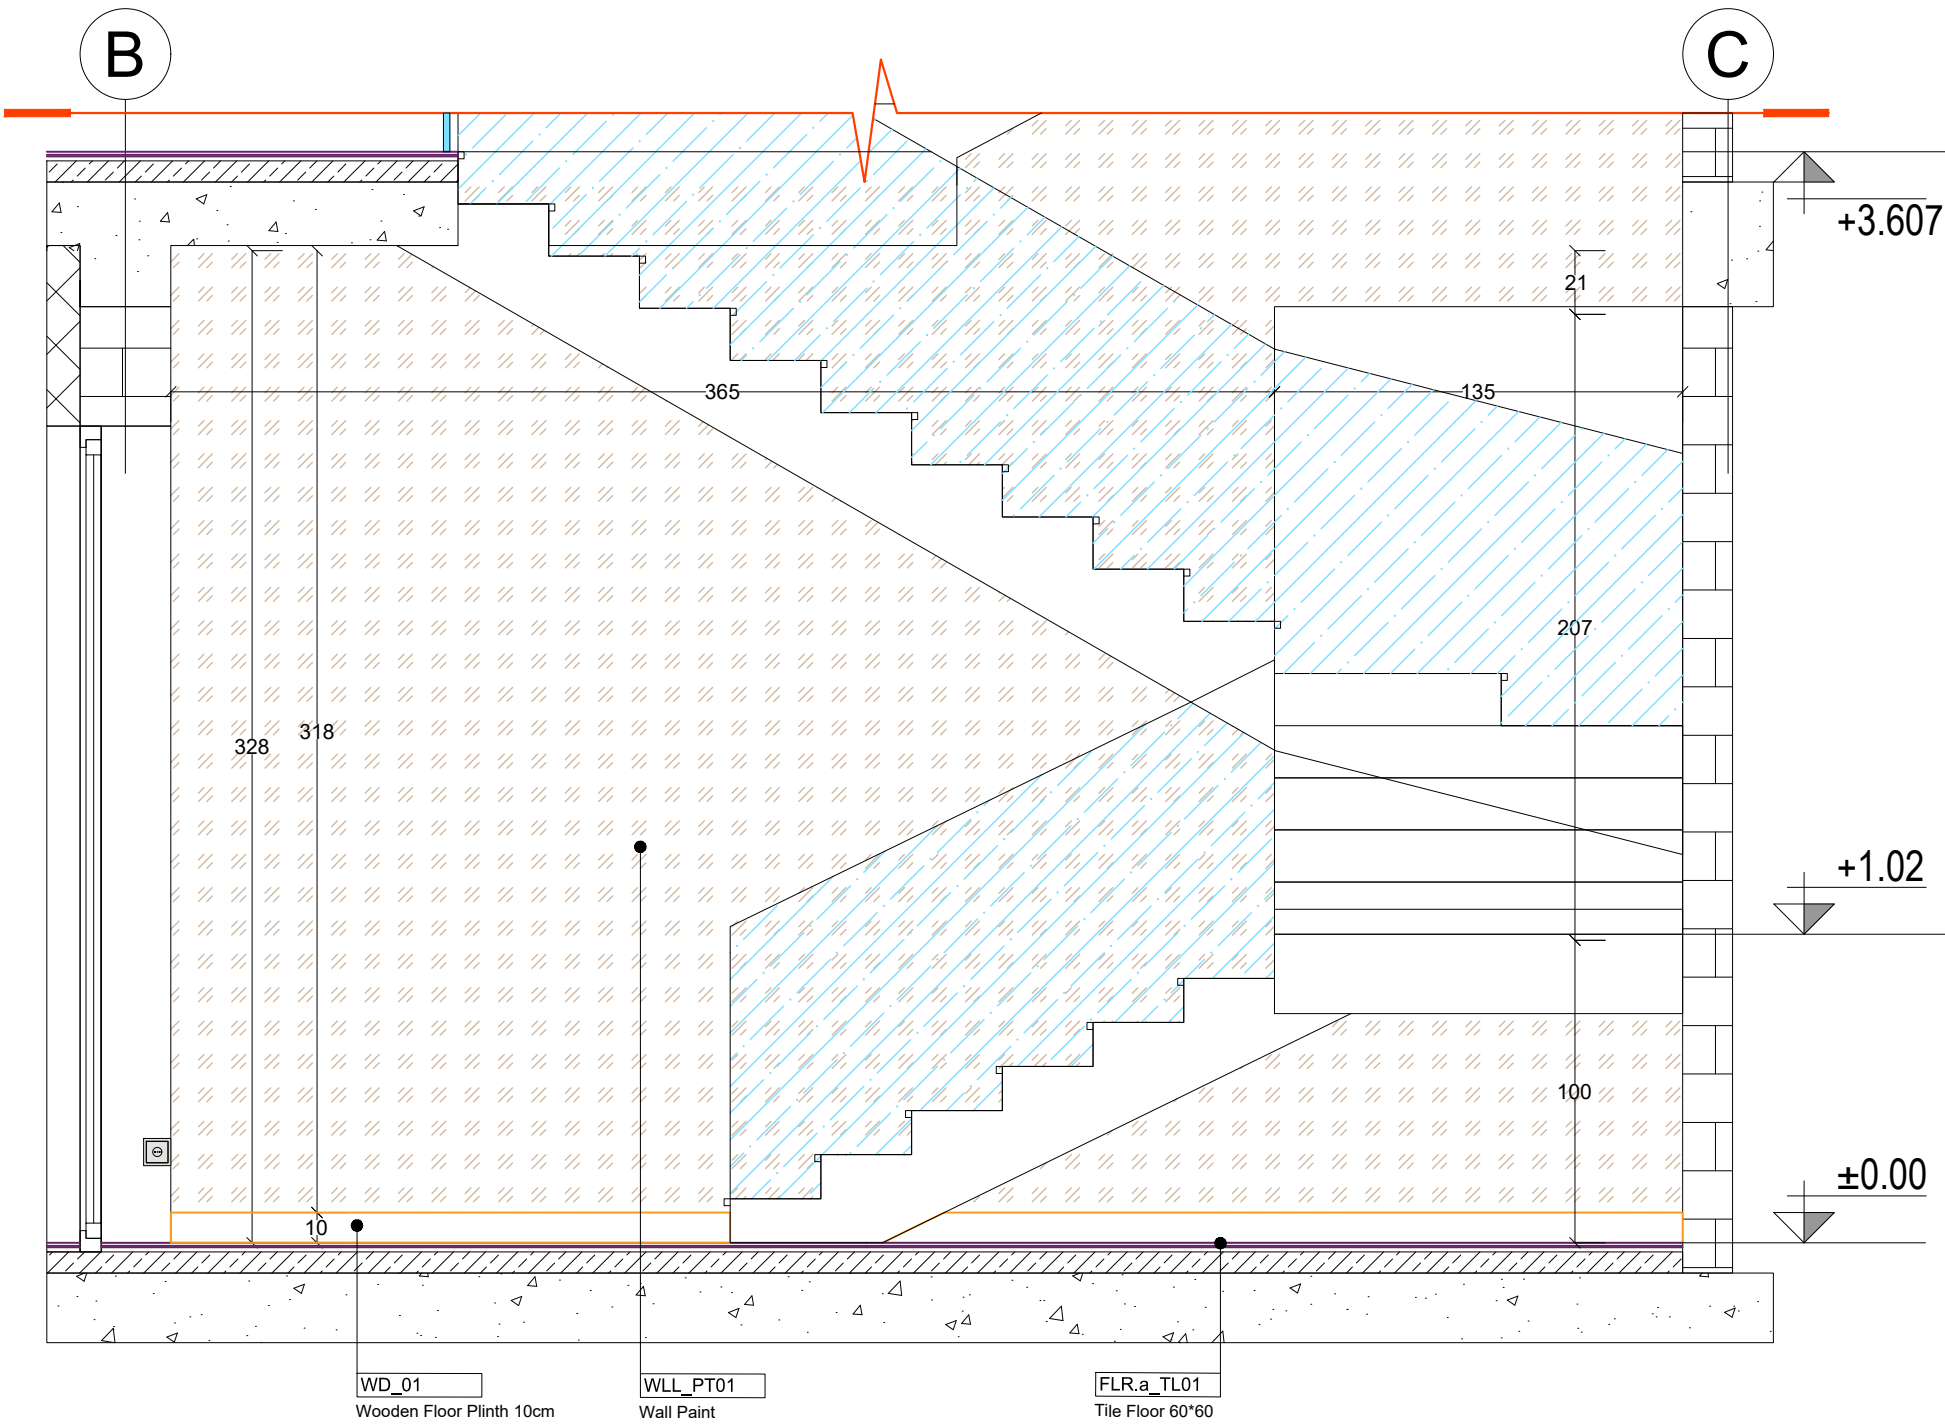 B
C
+3.607
21
365
135
207
318
328
+1.02
100
±0.00
10
WD_01
Wooden Floor Plinth 10cm
WLL_PT01
Wall Paint
FLR.a_TL01
Tile Floor 60*60